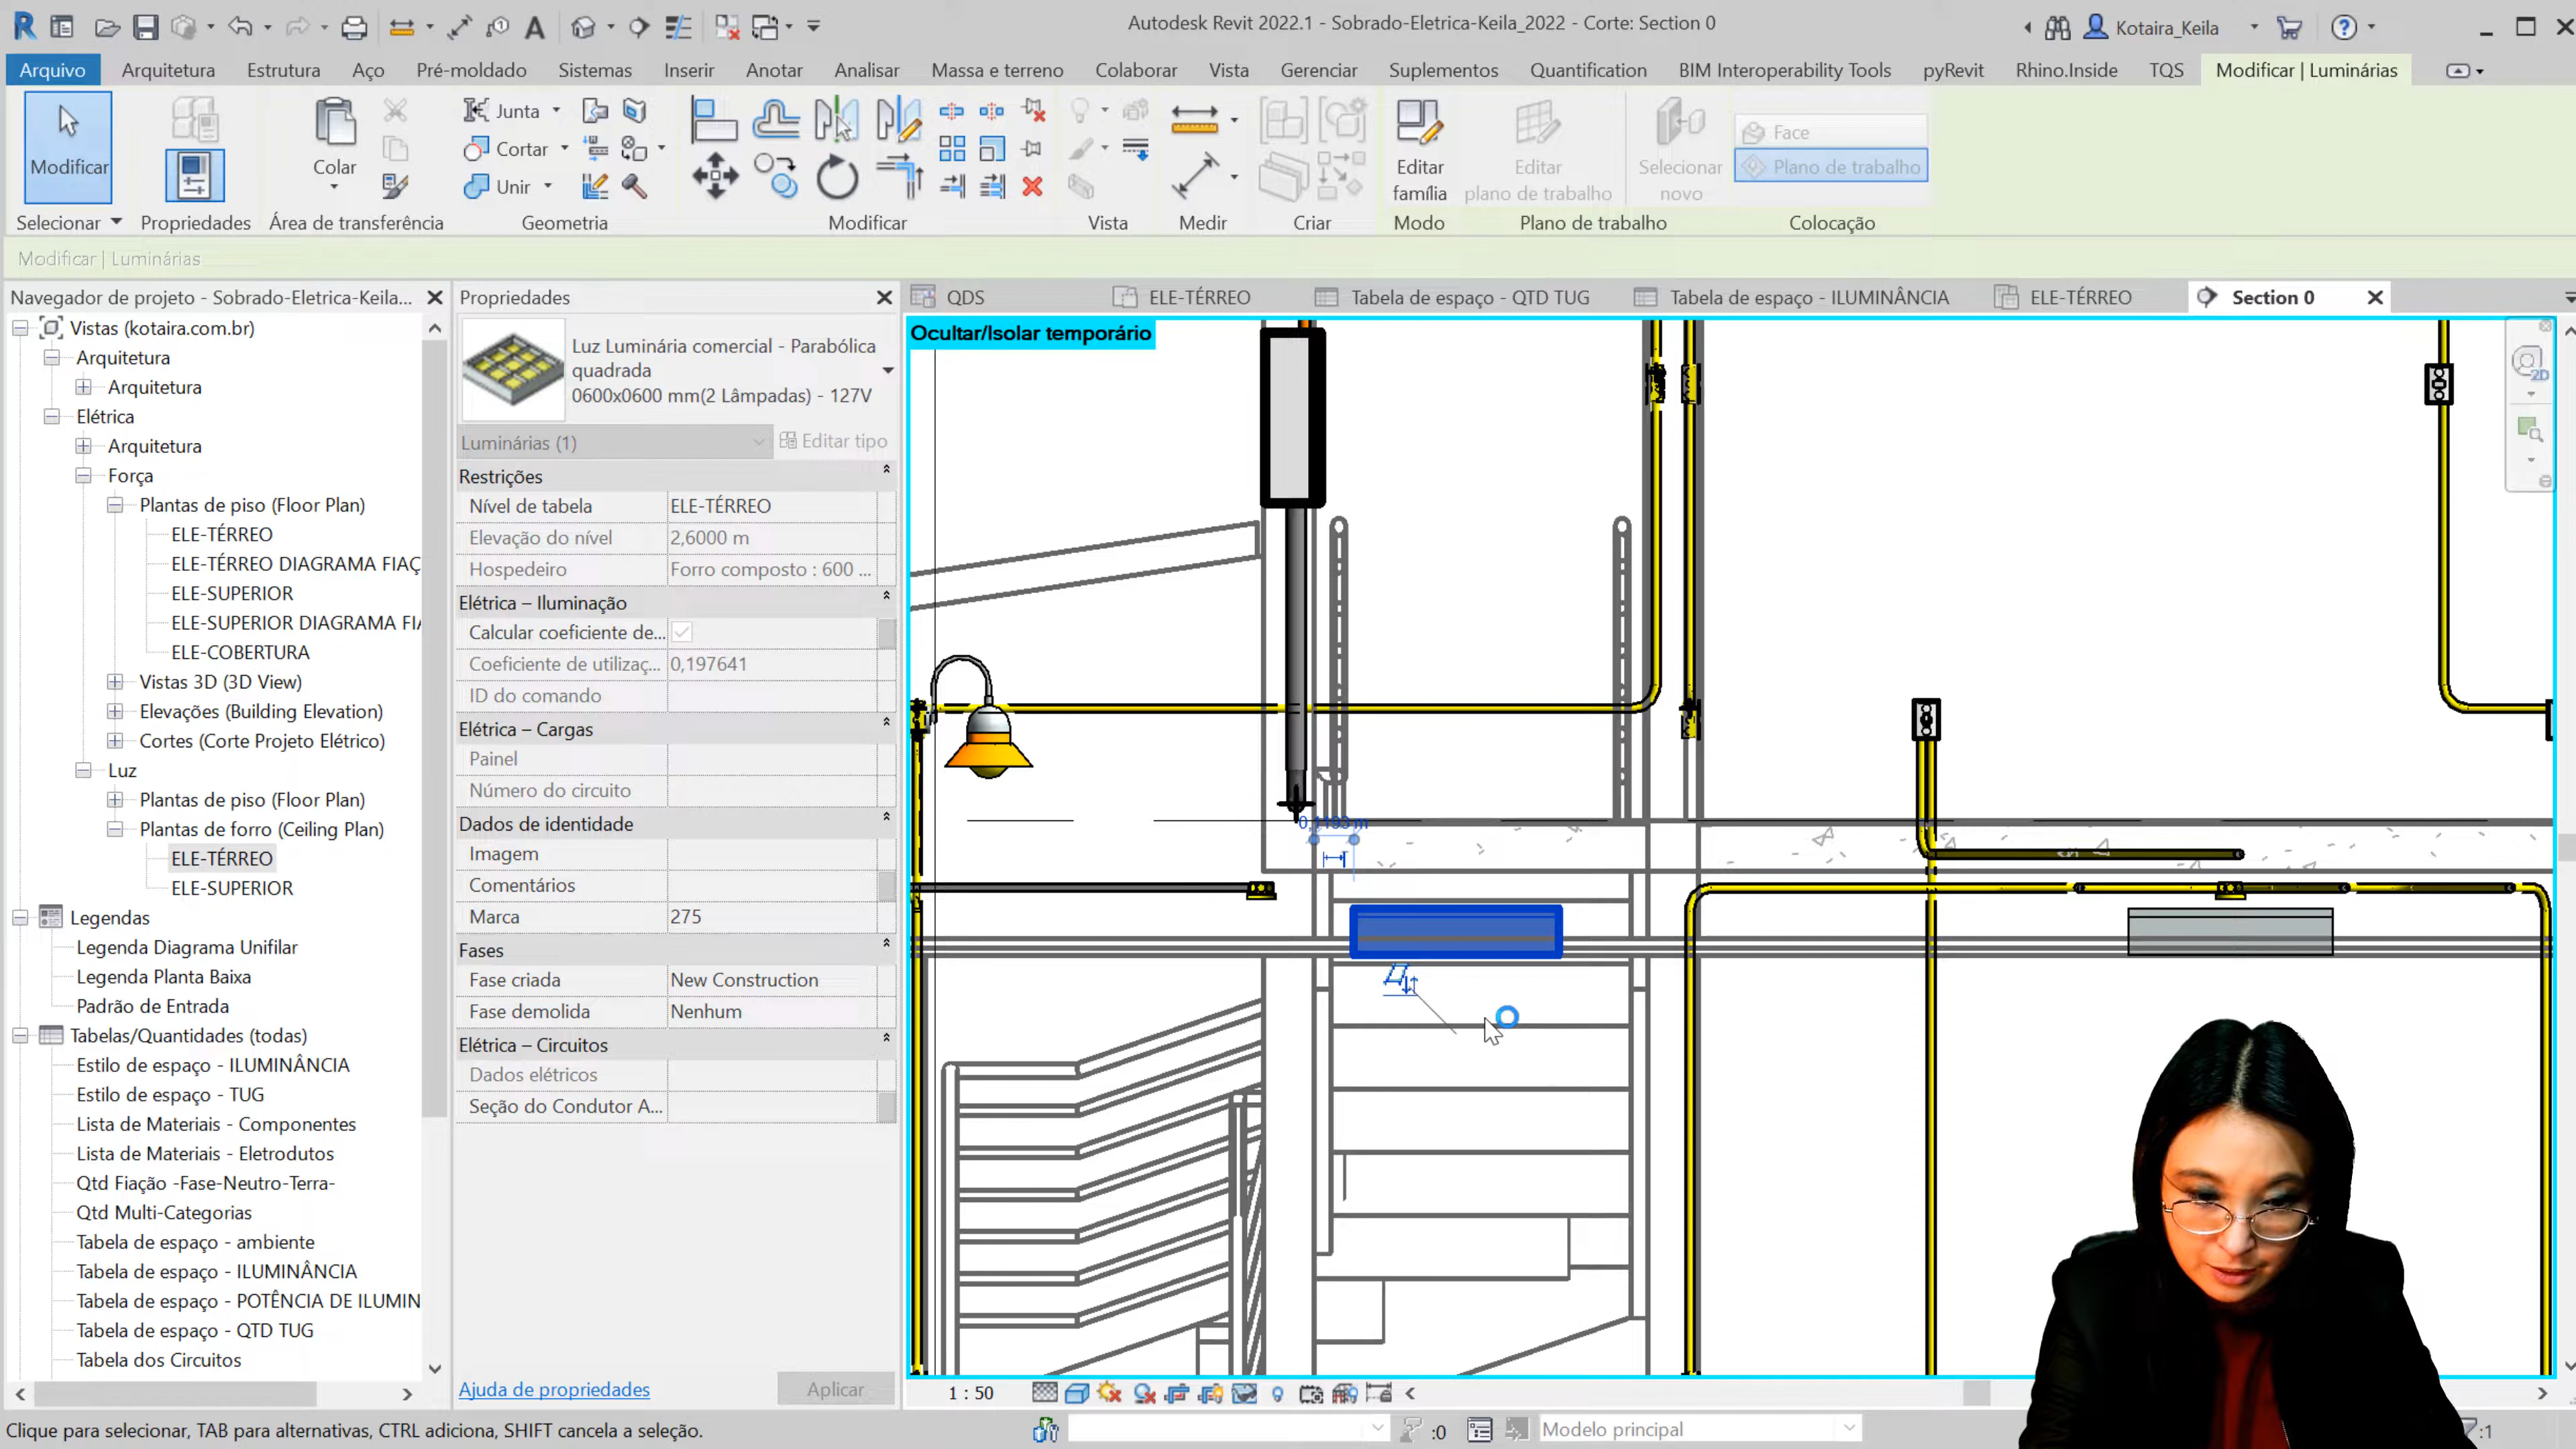 Autodesk Revit 2022.1 - Sobrado-Eletrica-Keila_2022 - Corte: Section 0
Kotaira_Keila
Arquivo Arquitetura Estrutura Aço Pré-moldado Sistemas Inserir Anotar Analisar Massa e terreno Colaborar Vista Gerenciar Suplementos Quantification BIM Interoperability Tools pyRevit Rhino.Inside TQS Modificar | Luminárias
Modificar
Colar
Junta
Cortar
Unir
Editar família
Editar plano de trabalho
Selecionar novo
Face
Plano de trabalho
Selecionar Propriedades Área de transferência Geometria Modificar Vista Medir Criar Modo Plano de trabalho Colocação
Modificar | Luminárias
Navegador de projeto - Sobrado-Eletrica-Keila...
Vistas (kotaira.com.br)
Arquitetura
Arquitetura
Elétrica
Arquitetura
Força
Plantas de piso (Floor Plan)
ELE-TÉRREO
ELE-TÉRREO DIAGRAMA FIAÇ
ELE-SUPERIOR
ELE-SUPERIOR DIAGRAMA FI
ELE-COBERTURA
Vistas 3D (3D View)
Elevações (Building Elevation)
Cortes (Corte Projeto Elétrico)
Luz
Plantas de piso (Floor Plan)
Plantas de forro (Ceiling Plan)
ELE-TÉRREO
ELE-SUPERIOR
Legendas
Legenda Diagrama Unifilar
Legenda Planta Baixa
Padrão de Entrada
Tabelas/Quantidades (todas)
Estilo de espaço - ILUMINÂNCIA
Estilo de espaço - TUG
Lista de Materiais - Componentes
Lista de Materiais - Eletrodutos
Qtd Fiação -Fase-Neutro-Terra-
Qtd Multi-Categorias
Tabela de espaço - ambiente
Tabela de espaço - ILUMINÂNCIA
Tabela de espaço - POTÊNCIA DE ILUMIN
Tabela de espaço - QTD TUG
Tabela dos Circuitos
Propriedades
Luz Luminária comercial - Parabólica
quadrada
0600x0600 mm(2 Lâmpadas) - 127V
Luminárias (1) Editar tipo
Restrições
Nível de tabela ELE-TÉRREO
Elevação do nível 2,6000 m
Hospedeiro Forro composto : 600 ...
Elétrica – Iluminação
Calcular coeficiente de...
Coeficiente de utilizaç... 0,197641
ID do comando
Elétrica – Cargas
Painel
Número do circuito
Dados de identidade
Imagem
Comentários
Marca 275
Fases
Fase criada New Construction
Fase demolida Nenhum
Elétrica – Circuitos
Dados elétricos
Seção do Condutor A...
Ajuda de propriedades Aplicar
QDS ELE-TÉRREO Tabela de espaço - QTD TUG Tabela de espaço - ILUMINÂNCIA ELE-TÉRREO Section 0
Ocultar/Isolar temporário
2D
1 : 50
Clique para selecionar, TAB para alternativas, CTRL adiciona, SHIFT cancela a seleção.
:0
Modelo principal
:1